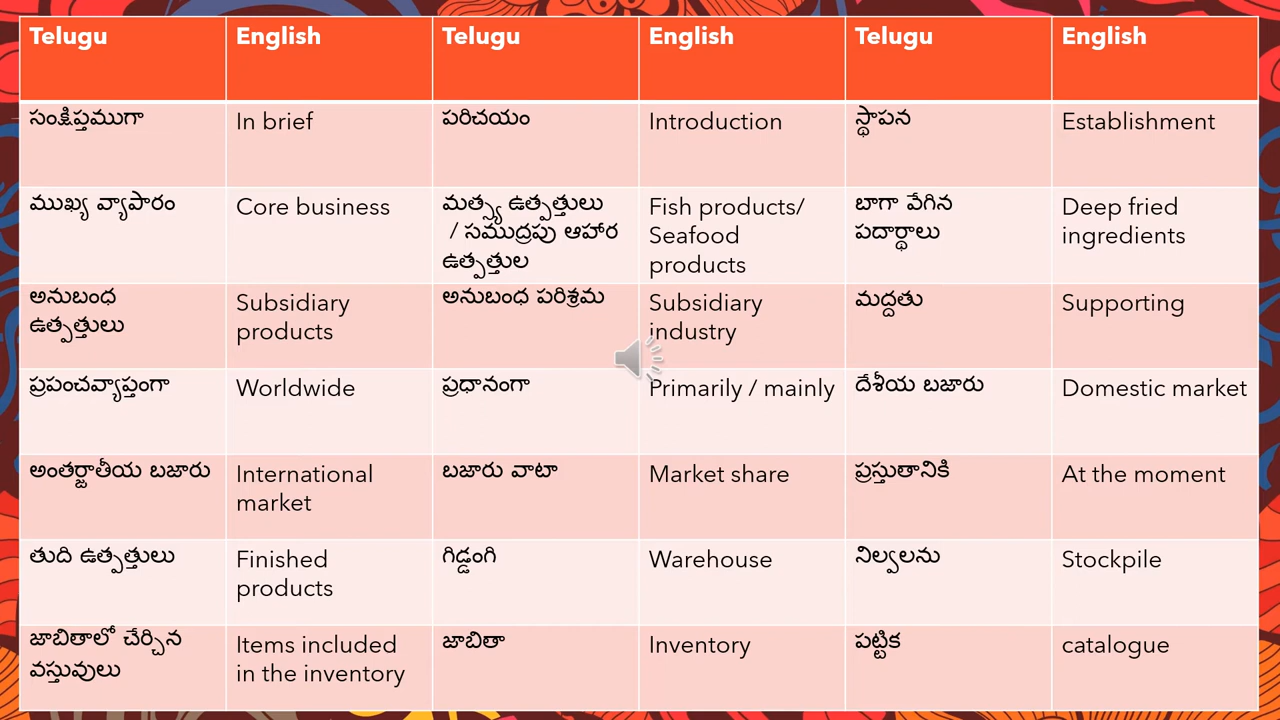 Telugu
English
Telugu
English
Telugu
English
సంక్షిప్తముగా
In brief
పరిచయం
Introduction
స్థాపన
Establishment
ముఖ్య వ్యాపారం
Core business
మత్స్య ఉత్పత్తులు
/ సముద్రపు ఆహార
ఉత్పత్తుల
Fish products/
Seafood
products
బాగా వేగిన
పదార్థాలు
Deep fried
ingredients
అనుబంధ
ఉత్పత్తులు
Subsidiary
products
అనుబంధ పరిశ్రమ
Subsidiary
industry
మద్దతు
Supporting
ప్రపంచవ్యాప్తంగా
Worldwide
ప్రధానంగా
Primarily / mainly
దేశీయ బజారు
Domestic market
అంతర్జాతీయ బజారు
International
market
బజారు వాటా
Market share
ప్రస్తుతానికి
At the moment
తుది ఉత్పత్తులు
Finished
products
గిడ్డంగి
Warehouse
నిల్వలను
Stockpile
జాబితాలో చేర్చిన
వస్తువులు
Items included
in the inventory
జాబితా
Inventory
పట్టిక
catalogue